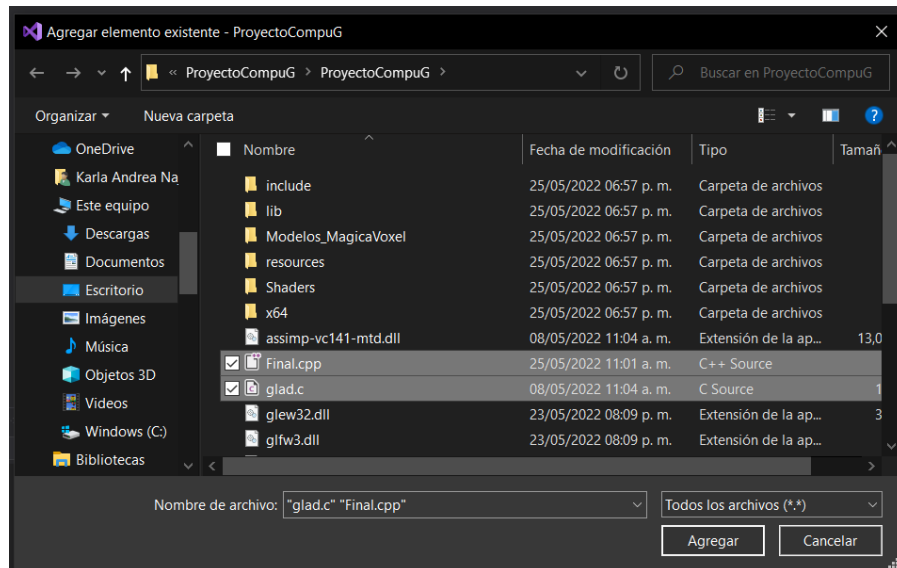 Agregar elemento existente - ProyectoCompuG
« ProyectoCompuG > ProyectoCompuG >
Buscar en ProyectoCompuG
Organizar
Nueva carpeta
OneDrive
Karla Andrea Na
Este equipo
Descargas
Documentos
Escritorio
Imágenes
Música
Objetos 3D
Videos
Windows (C:)
Bibliotecas
Nombre Fecha de modificación Tipo Tamañ
include 25/05/2022 06:57 p. m. Carpeta de archivos
lib 25/05/2022 06:57 p. m. Carpeta de archivos
Modelos_MagicaVoxel 25/05/2022 06:57 p. m. Carpeta de archivos
resources 25/05/2022 06:57 p. m. Carpeta de archivos
Shaders 25/05/2022 06:57 p. m. Carpeta de archivos
x64 25/05/2022 06:57 p. m. Carpeta de archivos
assimp-vc141-mtd.dll 08/05/2022 11:04 a. m. Extensión de la ap... 13,0
Final.cpp 25/05/2022 11:01 a. m. C++ Source
glad.c 08/05/2022 11:04 a. m. C Source 1
glew32.dll 23/05/2022 08:09 p. m. Extensión de la ap... 3
glfw3.dll 23/05/2022 08:09 p. m. Extensión de la ap...
Nombre de archivo: "glad.c" "Final.cpp"
Todos los archivos (*.*)
Agregar
Cancelar